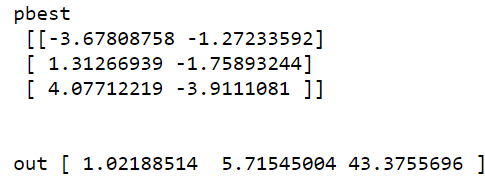 pbest
[[-3.67808758 -1.27233592]
[ 1.31266939 -1.75893244]
[ 4.07712219 -3.9111081 ]]
out [ 1.02188514  5.71545004 43.3755696 ]